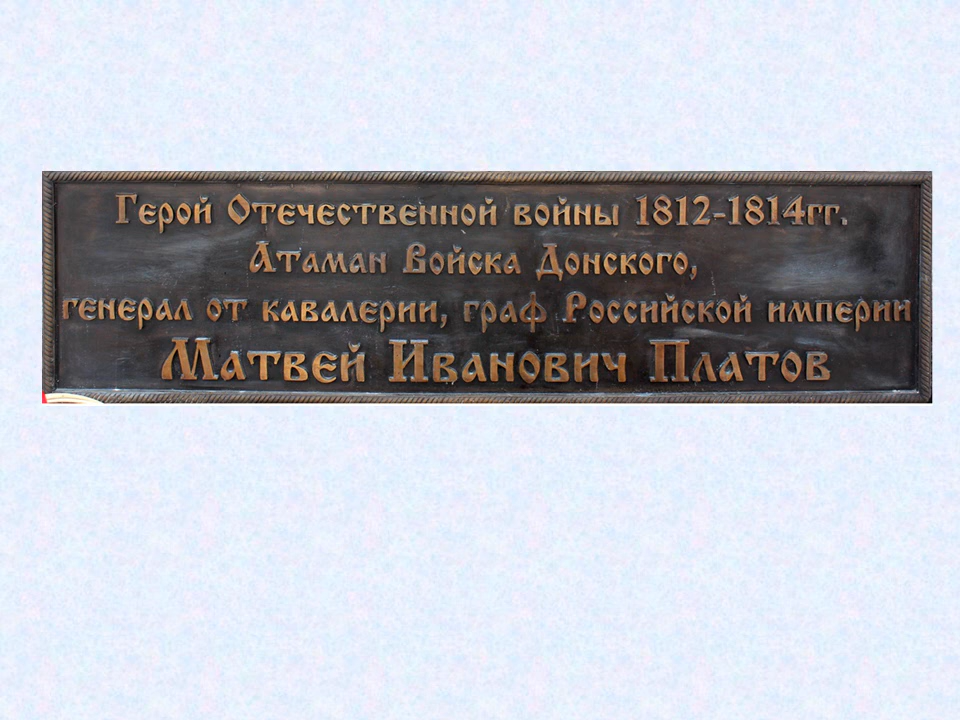 Герой Отечественной войны 1812-1814гг.
Атаман Войска Донского,
генерал от кавалерии, граф Российской империи
Матвей Иванович Платов